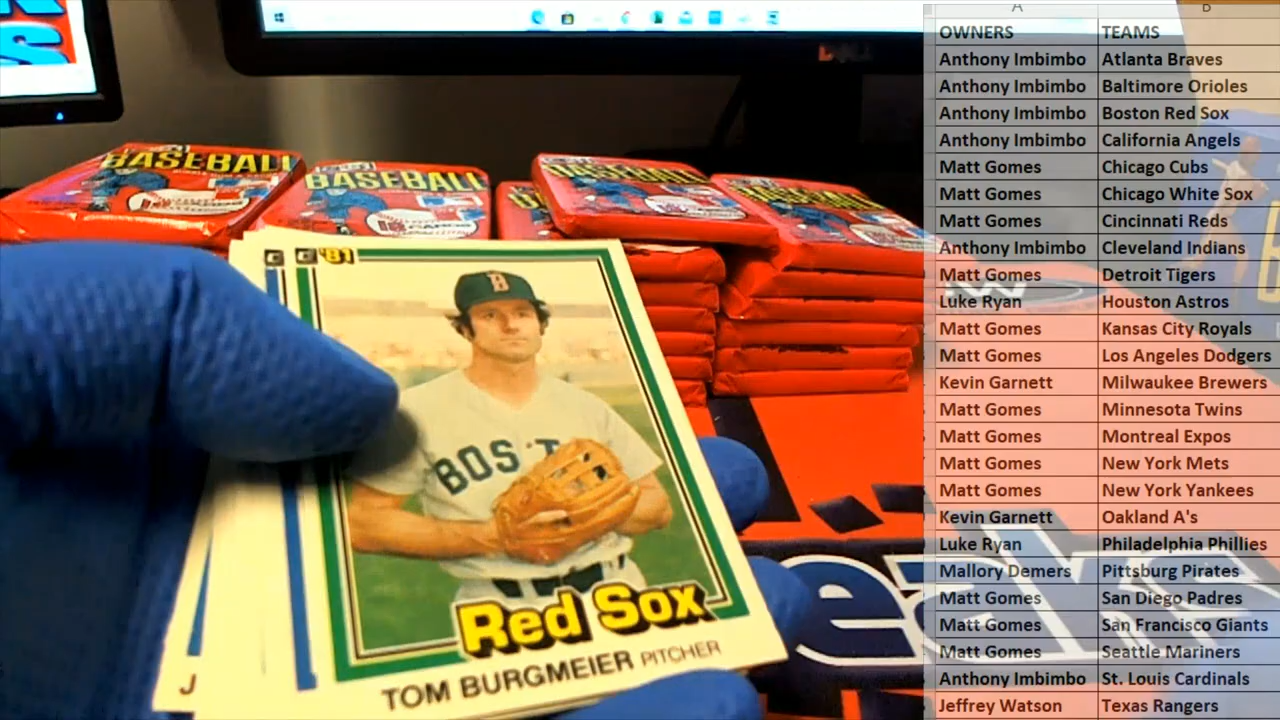 OWNERS TEAMS
Anthony Imbimbo Atlanta Braves
Anthony Imbimbo Baltimore Orioles
Anthony Imbimbo Boston Red Sox
Anthony Imbimbo California Angels
Matt Gomes Chicago Cubs
Matt Gomes Chicago White Sox
Matt Gomes Cincinnati Reds
Anthony Imbimbo Cleveland Indians
Matt Gomes Detroit Tigers
Luke Ryan Houston Astros
Matt Gomes Kansas City Royals
Matt Gomes Los Angeles Dodgers
Kevin Garnett Milwaukee Brewers
Matt Gomes Minnesota Twins
Matt Gomes Montreal Expos
Matt Gomes New York Mets
Matt Gomes New York Yankees
Kevin Garnett Oakland A's
Luke Ryan Philadelphia Phillies
Mallory Demers Pittsburg Pirates
Matt Gomes San Diego Padres
Matt Gomes San Francisco Giants
Matt Gomes Seattle Mariners
Anthony Imbimbo St. Louis Cardinals
Jeffrey Watson Texas Rangers
A B
DELL
BASEBALL
BASEBALL
BASEBALL
BASEBALL
'81
B
BOST
Red Sox
TOM BURGMEIER PITCHER
J